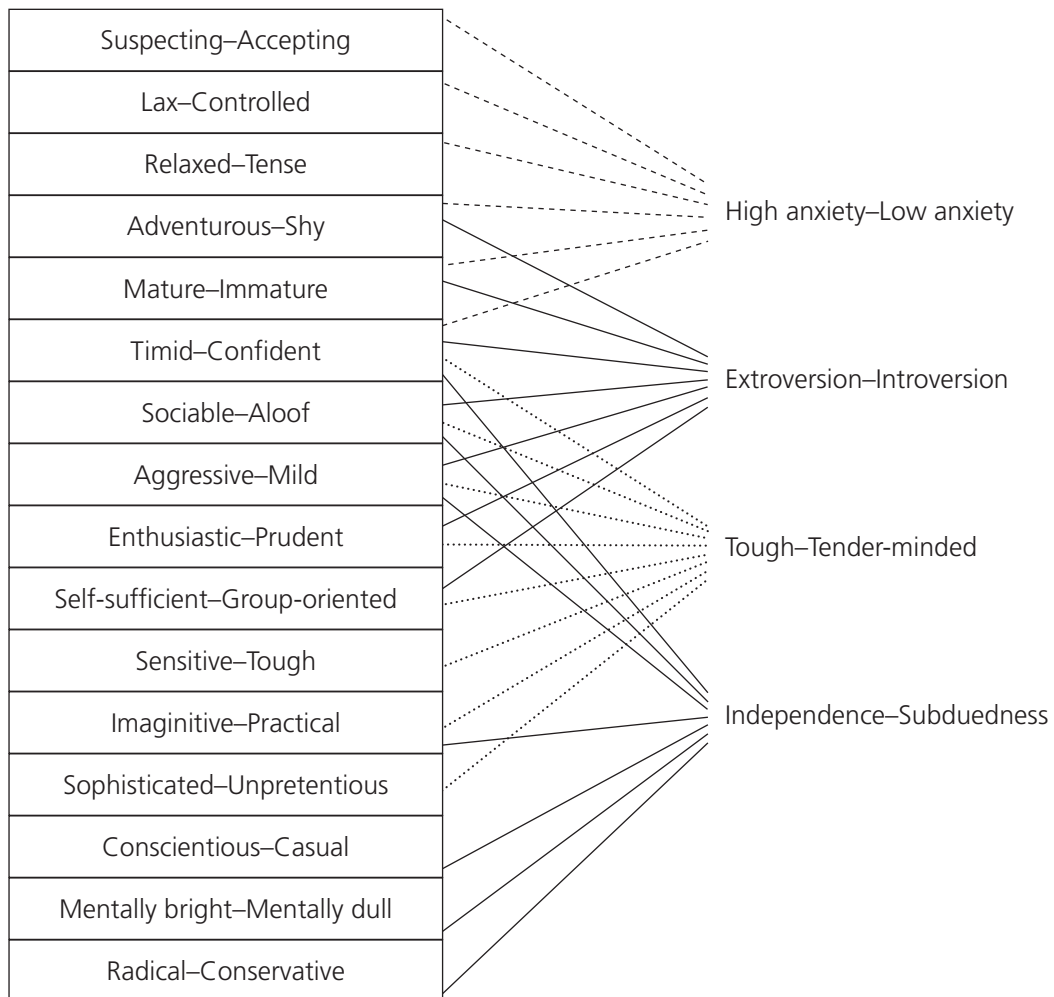 Suspecting–Accepting
Lax–Controlled
Relaxed–Tense
Adventurous–Shy
Mature–Immature
Timid–Confident
Sociable–Aloof
Aggressive–Mild
Enthusiastic–Prudent
Self-sufficient–Group-oriented
Sensitive–Tough
Imaginitive–Practical
Sophisticated–Unpretentious
Conscientious–Casual
Mentally bright–Mentally dull
Radical–Conservative
High anxiety–Low anxiety
Extroversion–Introversion
Tough–Tender-minded
Independence–Subduedness